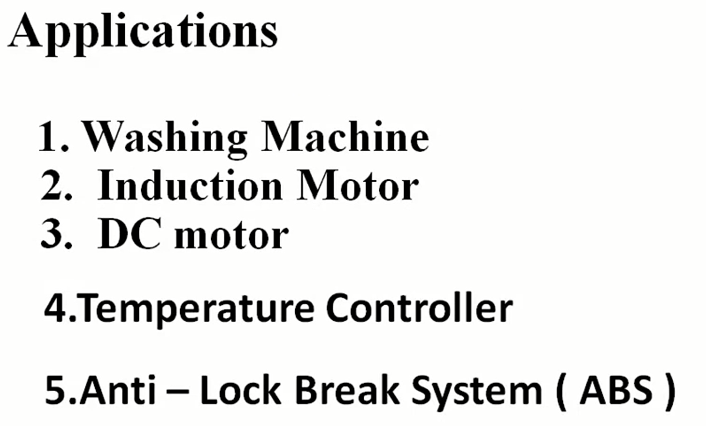 Applications
1. Washing Machine
2. Induction Motor
3. DC motor
4.Temperature Controller
5.Anti – Lock Break System ( ABS )